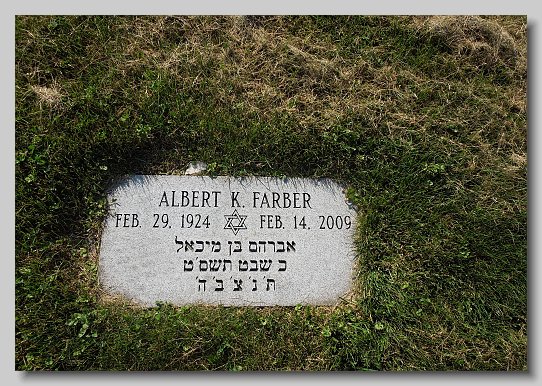 ALBERT K. FARBER
FEB. 29, 1924 FEB. 14, 2009
אברהם בן מיכאל
כ שבט תשס׳ט
ת׳ נ׳ צ׳ ב׳ ה׳